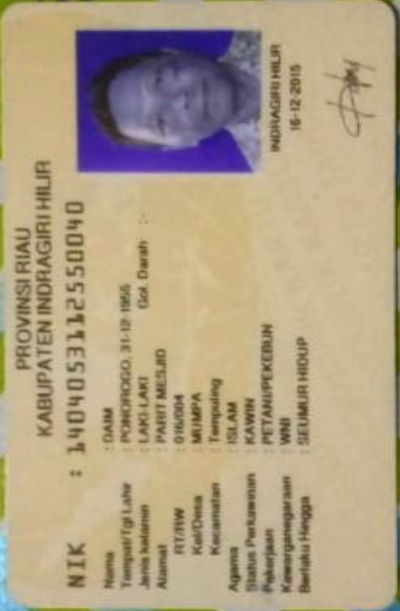 PROVINSI RIAU
KABUPATEN INDRAGIRI HILIR
NIK : 1404053112550040
Nama : DAIM
Tempat/Tgl Lahir : PONOROGO, 31-12-1955
Jenis kelamin : LAKI-LAKI Gol. Darah :-
Alamat : PARIT MESJID
RT/RW : 016/004
Kel/Desa : MUMPA
Kecamatan : Tempuling
Agama : ISLAM
Status Perkawinan : KAWIN
Pekerjaan : PETANI/PEKEBUN
Kewarganegaraan : WNI
Berlaku Hingga : SEUMUR HIDUP
INDRAGIRI HILIR
16-12-2015